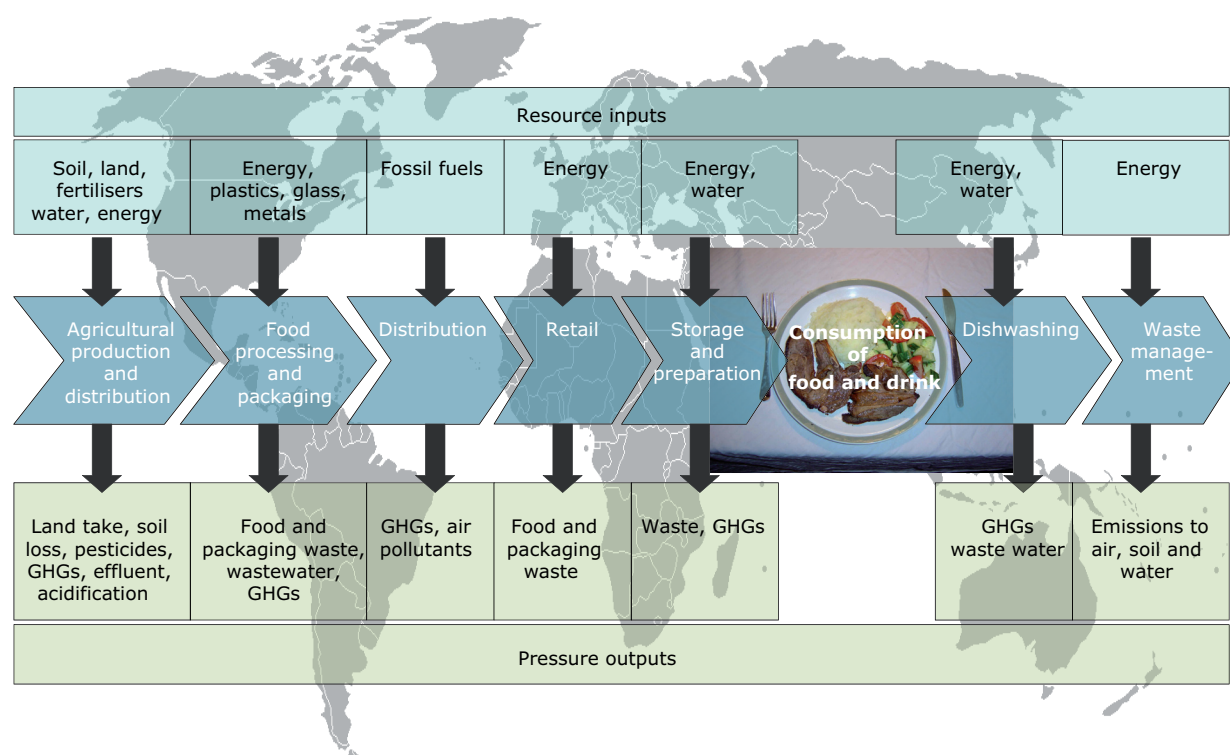 Resource inputs
Soil, land,
fertilisers
water, energy
Energy,
plastics, glass,
metals
Fossil fuels
Energy
Energy,
water
Energy,
water
Energy
Agricultural
production
and
distribution
Food
processing
and
packaging
Distribution
Retail
Storage
and
preparation
Consumption
of
food and drink
Dishwashing
Waste
manage-
ment
Land take, soil
loss, pesticides,
GHGs, effluent,
acidification
Food and
packaging waste,
wastewater,
GHGs
GHGs, air
pollutants
Food and
packaging
waste
Waste, GHGs
GHGs
waste water
Emissions to
air, soil and
water
Pressure outputs